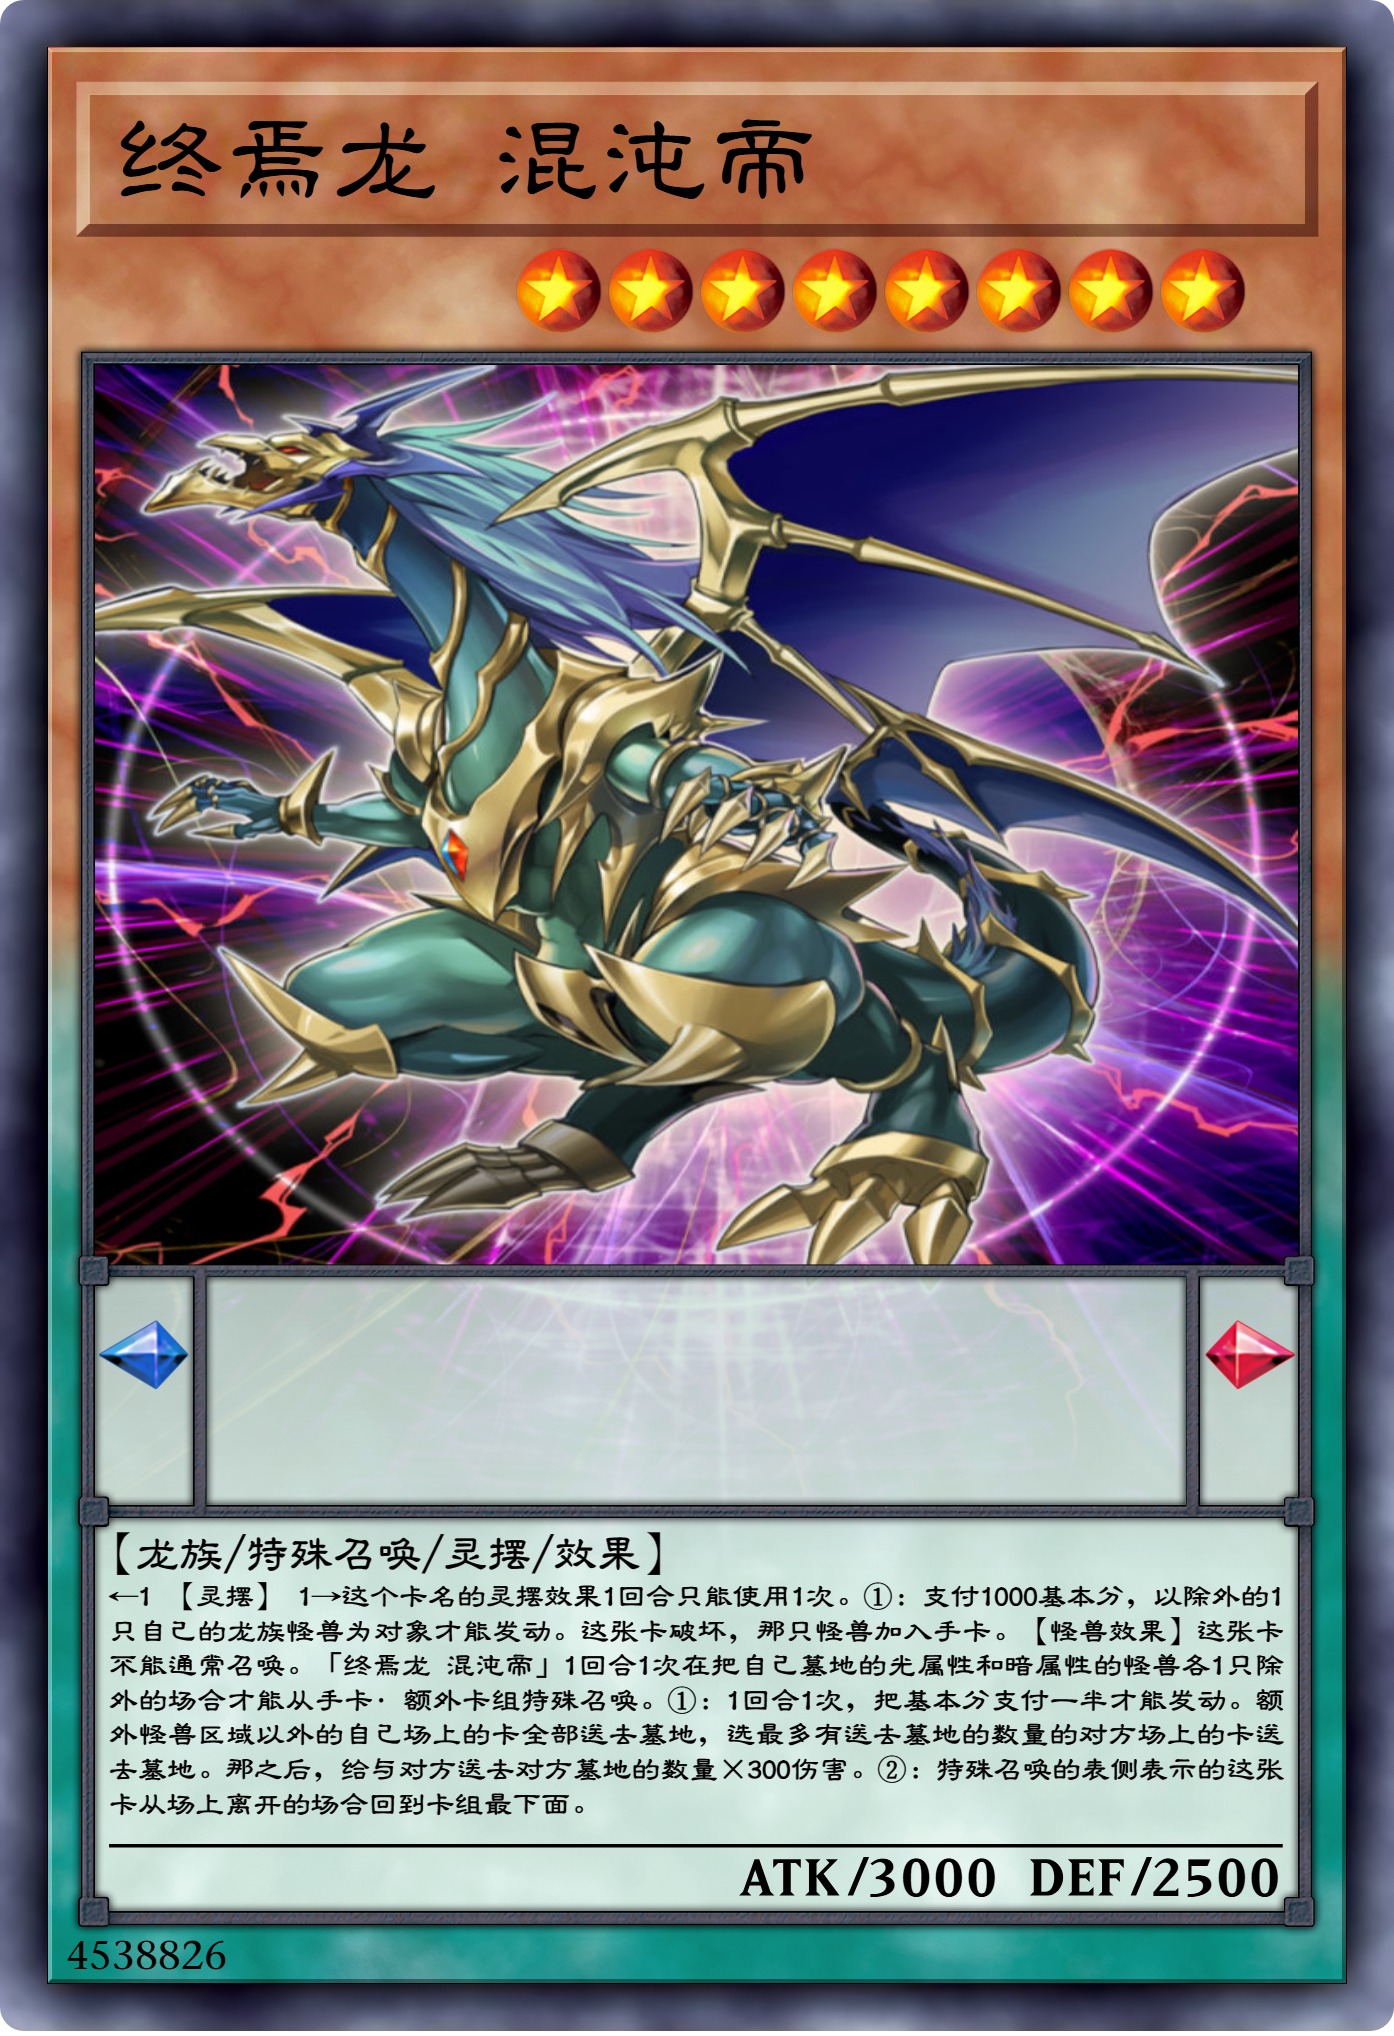 终焉龙 混沌帝
【龙族/特殊召唤/灵摆/效果】
←1 【灵摆】 1→这个卡名的灵摆效果1回合只能使用1次。①：支付1000基本分，以除外的1
只自己的龙族怪兽为对象才能发动。这张卡破坏，那只怪兽加入手卡。【怪兽效果】这张卡
不能通常召唤。「终焉龙 混沌帝」1回合1次在把自己墓地的光属性和暗属性的怪兽各1只除
外的场合才能从手卡·额外卡组特殊召唤。①：1回合1次，把基本分支付一半才能发动。额
外怪兽区域以外的自己场上的卡全部送去墓地，选最多有送去墓地的数量的对方场上的卡送
去墓地。那之后，给与对方送去对方墓地的数量×300伤害。②：特殊召唤的表侧表示的这张
卡从场上离开的场合回到卡组最下面。
ATK/3000 DEF/2500
4538826